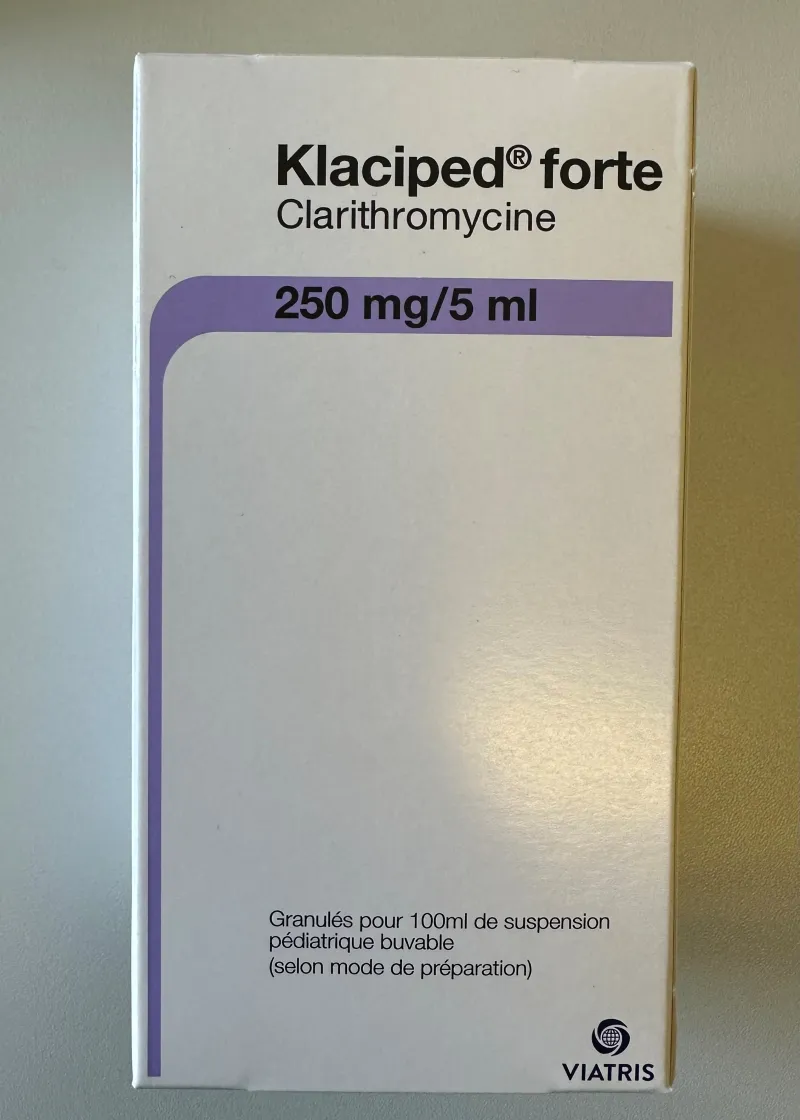 Klaciped® forte
Clarithromycine
250 mg/5 ml
Granulés pour 100ml de suspension
pédiatrique buvable
(selon mode de préparation)
VIATRIS